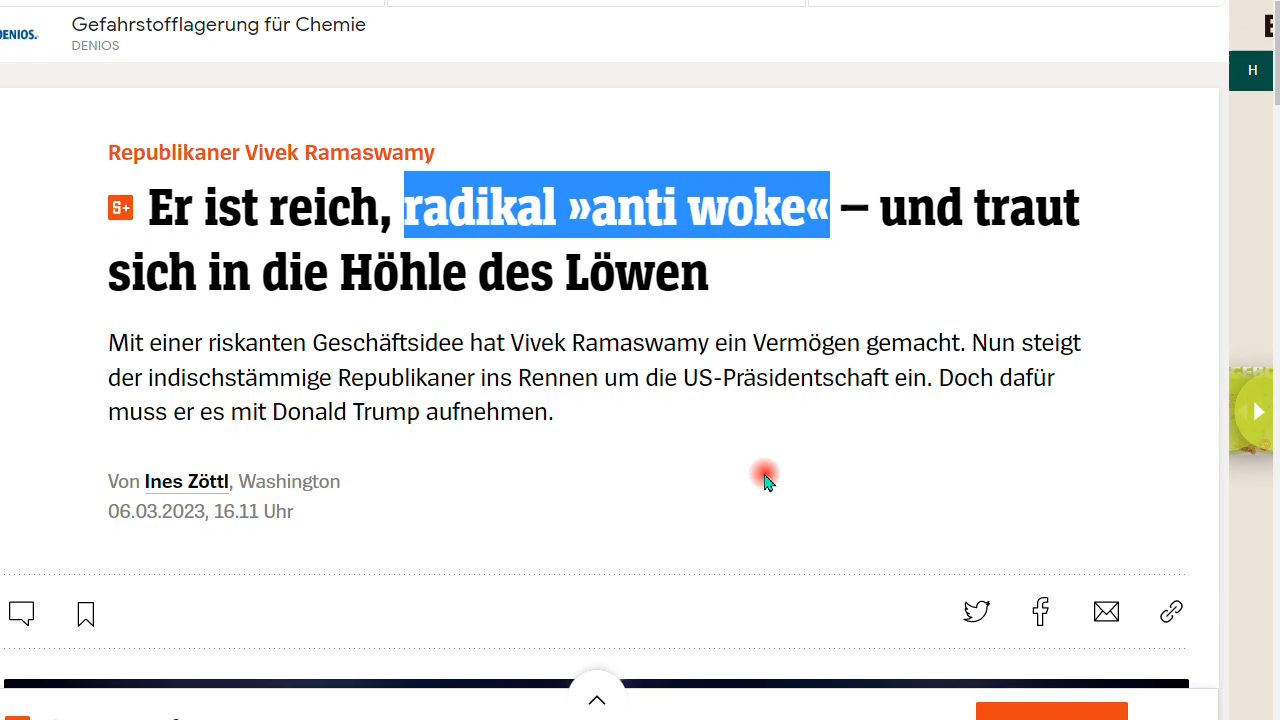 Gefahrstofflagerung für Chemie
DENIOS.
DENIOS
H
Republikaner Vivek Ramaswamy
S+ Er ist reich, radikal »anti woke« – und traut
sich in die Höhle des Löwen
Mit einer riskanten Geschäftsidee hat Vivek Ramaswamy ein Vermögen gemacht. Nun steigt
der indischstämmige Republikaner ins Rennen um die US-Präsidentschaft ein. Doch dafür
muss er es mit Donald Trump aufnehmen.
Von Ines Zöttl, Washington
06.03.2023, 16.11 Uhr